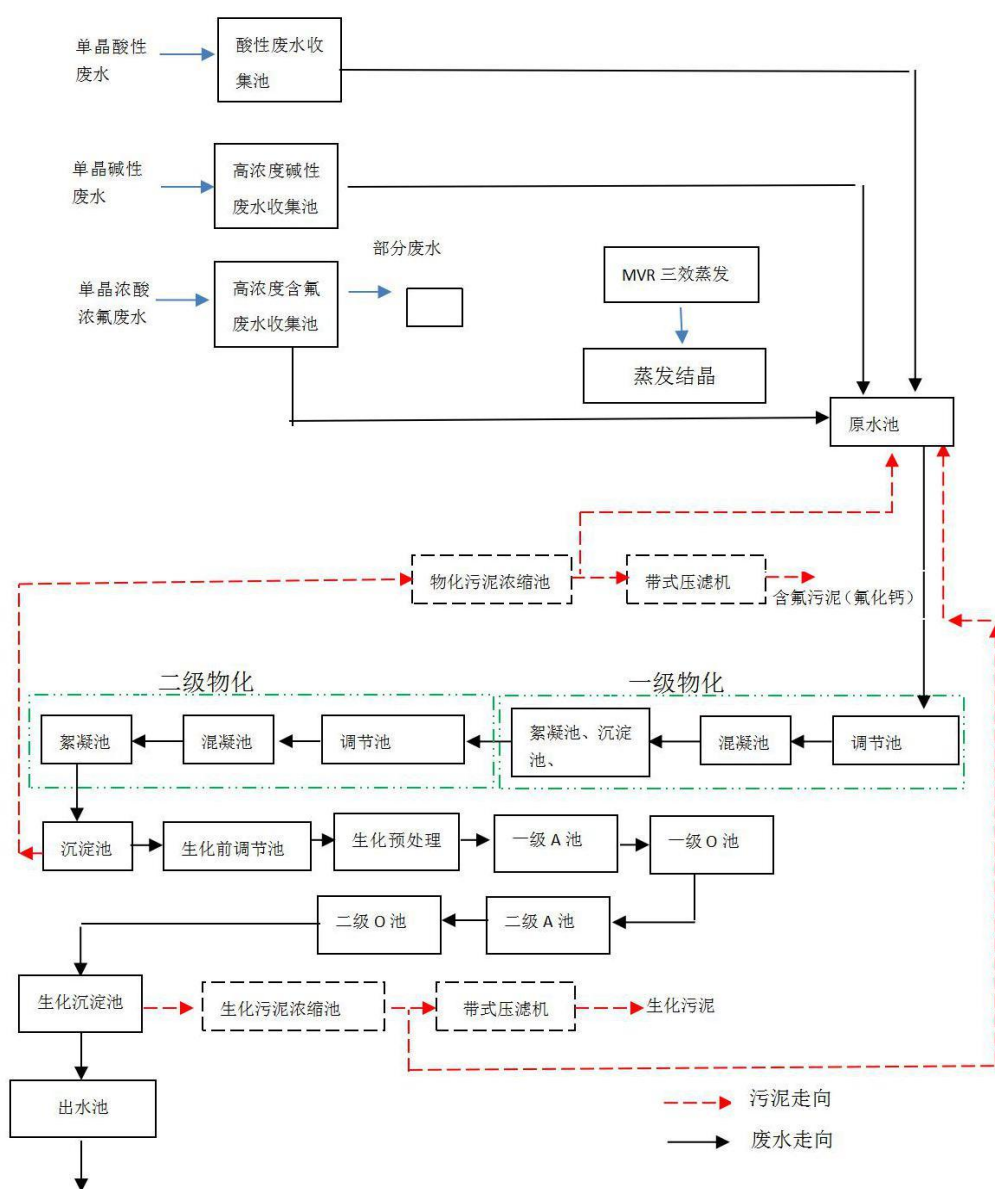 单晶酸性
废水
酸性废水收
集池
单晶碱性
废水
高浓度碱性
废水收集池
部分废水
单晶浓酸
浓氟废水
高浓度含氟
废水收集池
MVR 三效蒸发
蒸发结晶
原水池
物化污泥浓缩池
带式压滤机
含氟污泥（氟化钙）
二级物化
一级物化
絮凝池
混凝池
调节池
絮凝池、沉淀
池、
混凝池
调节池
沉淀池
生化前调节池
生化预处理
一级 A 池
一级 O 池
二级 O 池
二级 A 池
生化沉淀池
生化污泥浓缩池
带式压滤机
生化污泥
出水池
污泥走向
废水走向